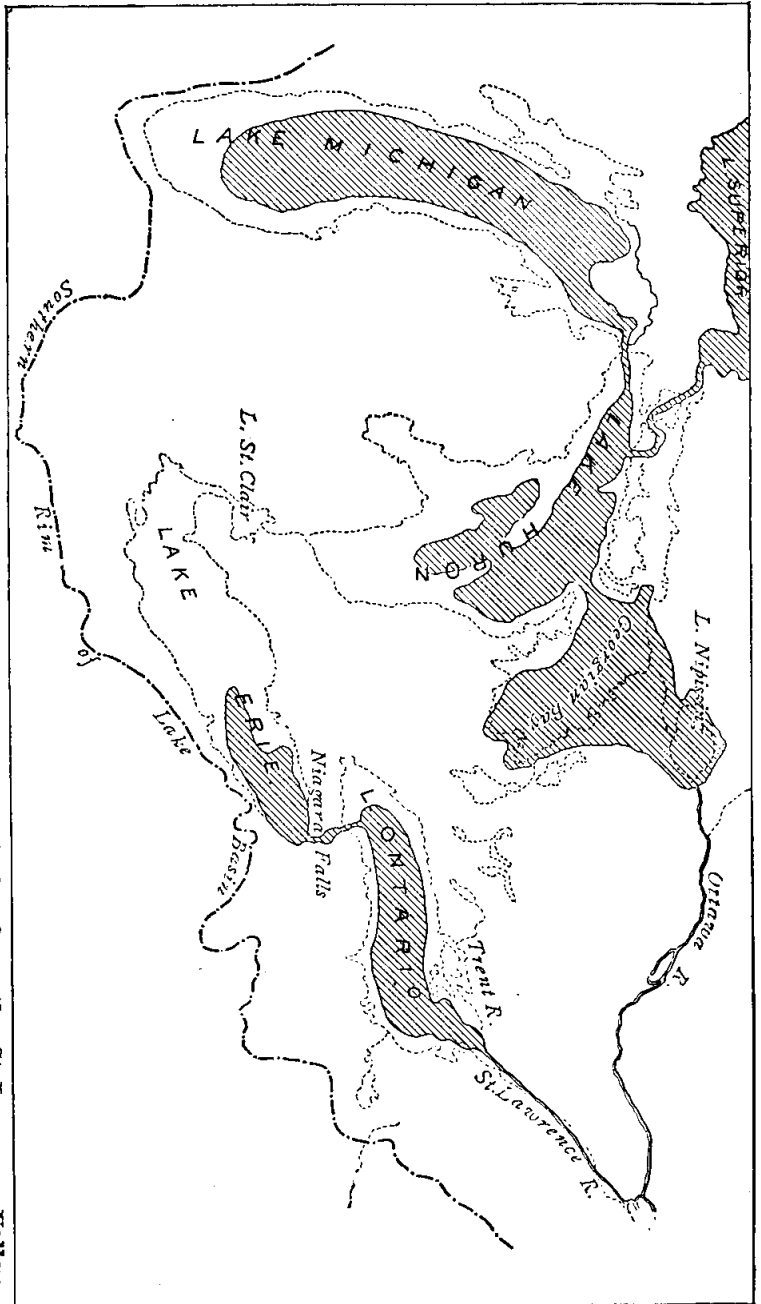 L. SUPERIOR
LAKE MICHIGAN
LAKE HURON
L. Nipissing
Georgian Bay
Ottawa R.
L. St. Clair
LAKE ERIE
Niagara Falls
L ONTARIO
Trent R.
St. Lawrence R.
Southern Rim of Lake Basin